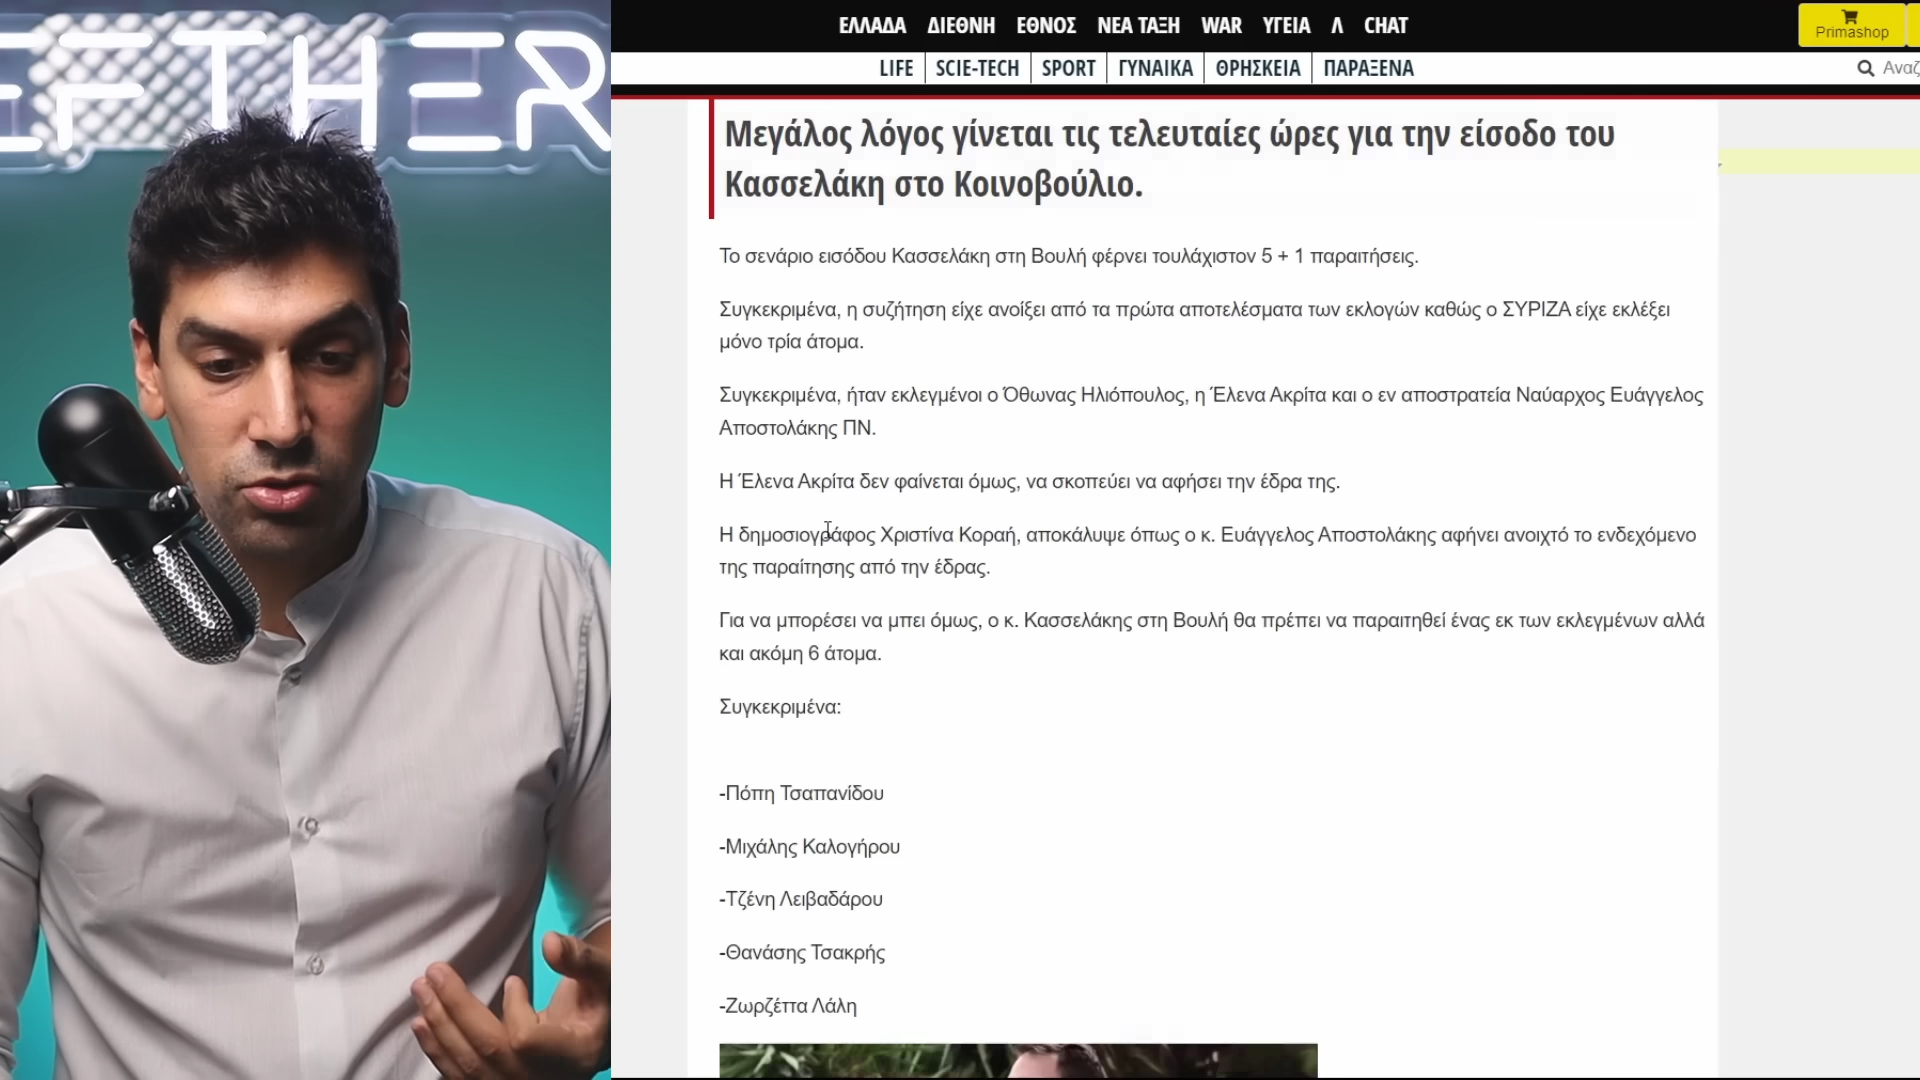 EFTHER
ΕΛΛΑΔΑ ΔΙΕΘΝΗ ΕΘΝΟΣ ΝΕΑ ΤΑΞΗ WAR ΥΓΕΙΑ Λ CHAT
Primashop
LIFE SCIE-TECH SPORT ΓΥΝΑΙΚΑ ΘΡΗΣΚΕΙΑ ΠΑΡΑΞΕΝΑ
Αναζ
Μεγάλος λόγος γίνεται τις τελευταίες ώρες για την είσοδο του
Κασσελάκη στο Κοινοβούλιο.
Το σενάριο εισόδου Κασσελάκη στη Βουλή φέρνει τουλάχιστον 5 + 1 παραιτήσεις.
Συγκεκριμένα, η συζήτηση είχε ανοίξει από τα πρώτα αποτελέσματα των εκλογών καθώς ο ΣΥΡΙΖΑ είχε εκλέξει
μόνο τρία άτομα.
Συγκεκριμένα, ήταν εκλεγμένοι ο Όθωνας Ηλιόπουλος, η Έλενα Ακρίτα και ο εν αποστρατεία Ναύαρχος Ευάγγελος
Αποστολάκης ΠΝ.
Η Έλενα Ακρίτα δεν φαίνεται όμως, να σκοπεύει να αφήσει την έδρα της.
Η δημοσιογράφος Χριστίνα Κοραή, αποκάλυψε όπως ο κ. Ευάγγελος Αποστολάκης αφήνει ανοιχτό το ενδεχόμενο
της παραίτησης από την έδρας.
Για να μπορέσει να μπει όμως, ο κ. Κασσελάκης στη Βουλή θα πρέπει να παραιτηθεί ένας εκ των εκλεγμένων αλλά
και ακόμη 6 άτομα.
Συγκεκριμένα:
-Πόπη Τσαπανίδου
-Μιχάλης Καλογήρου
-Τζένη Λειβαδάρου
-Θανάσης Τσακρής
-Ζωρζέττα Λάλη